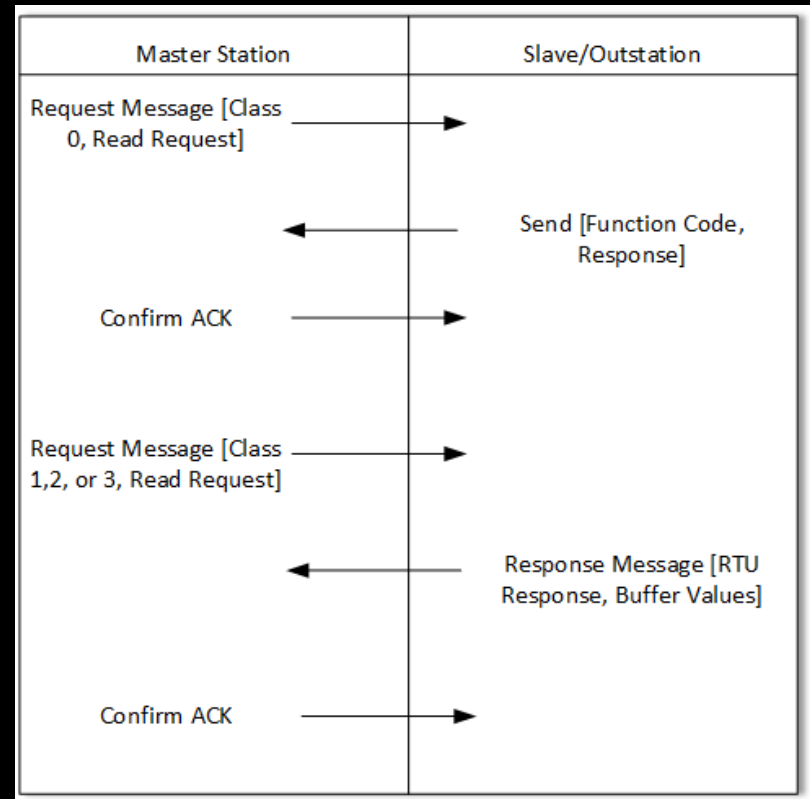 Master Station
Slave/Outstation
Request Message [Class
0, Read Request]
Send [Function Code,
Response]
Confirm ACK
Request Message [Class
1,2, or 3, Read Request]
Response Message [RTU
Response, Buffer Values]
Confirm ACK